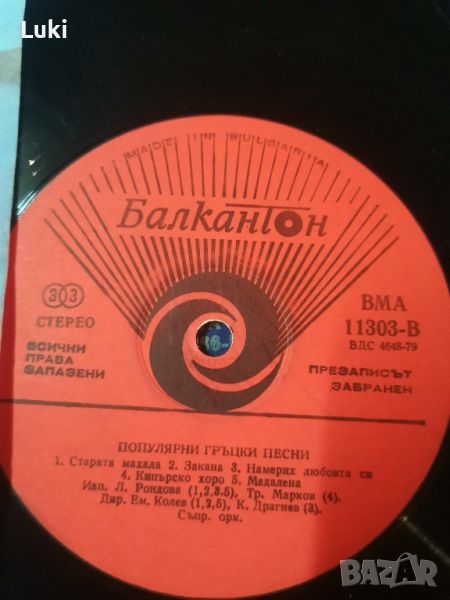 Luki
MADE IN BULGARIA
Балкантон
33
СТЕРЕО
ВСИЧКИ
ПРАВА
ЗАПАЗЕНИ
ВМА
11303-В
БДС 4648-79
ПРЕЗАПИСЪТ
ЗАБРАНЕН
ПОПУЛЯРНИ ГРЪЦКИ ПЕСНИ
1. Старата махала 2. Закана 3. Намерих любовта си
4. Кипърско хоро 5. Мадалена
Изп. Л. Рондова (1,2,3,5), Тр. Марков (4).
Дир. Ем. Колев (1,2,5), К. Драгнев (3).
Съпр. орк.
BAZAR